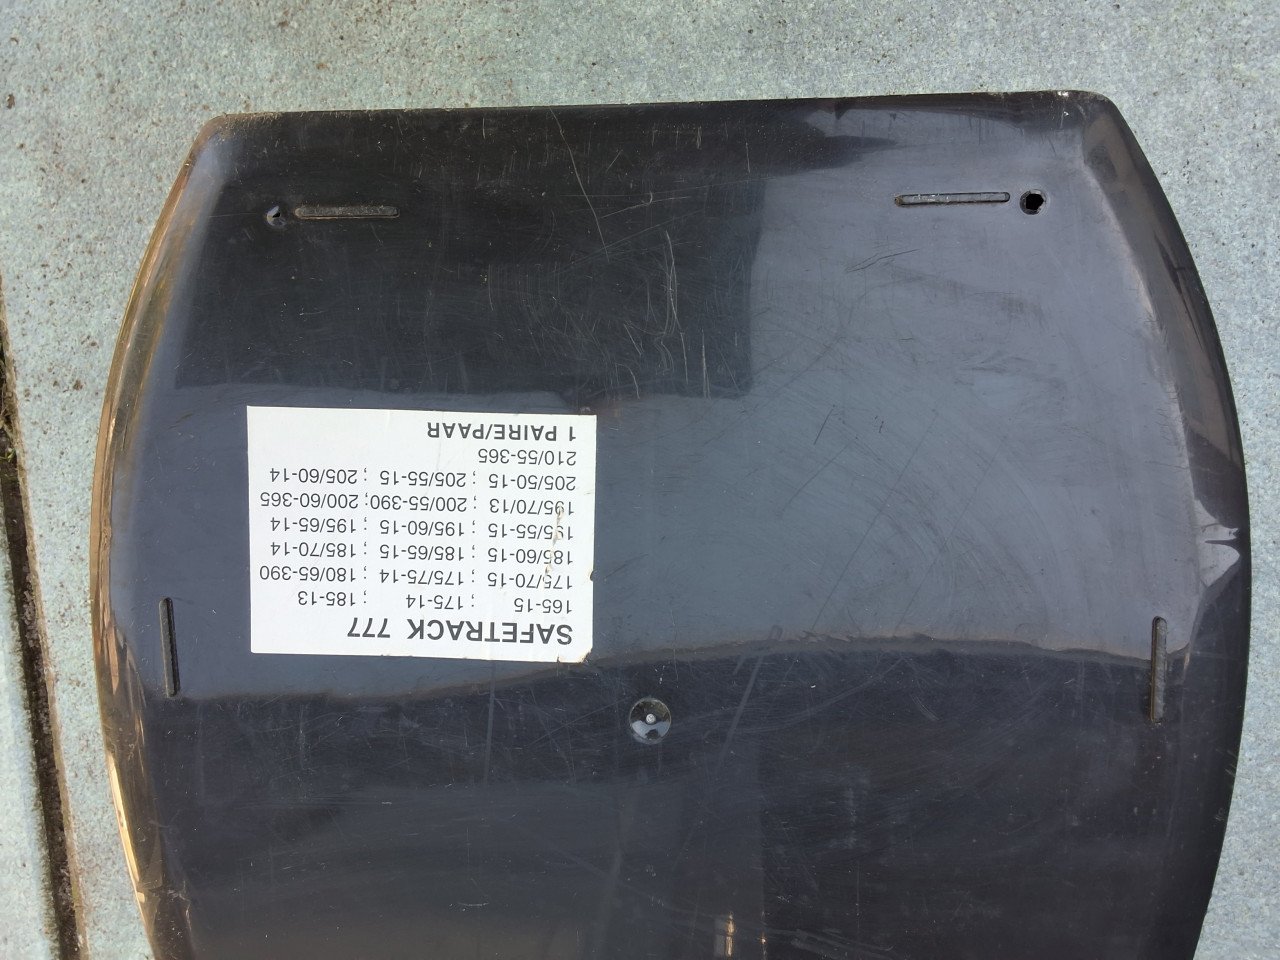 SAFETRACK 777
165-15 ; 175-14 ; 185-13
175/70-15 ; 175/75-14 ; 180/65-390
185/60-15 ; 185/65-15 ; 185/70-14
195/55-15 ; 195/60-15 ; 195/65-14
195/70/13 ; 200/55-390; 200/60-365
205/50-15 ; 205/55-15 ; 205/60-14
210/55-365
1 PAIRE/PAAR